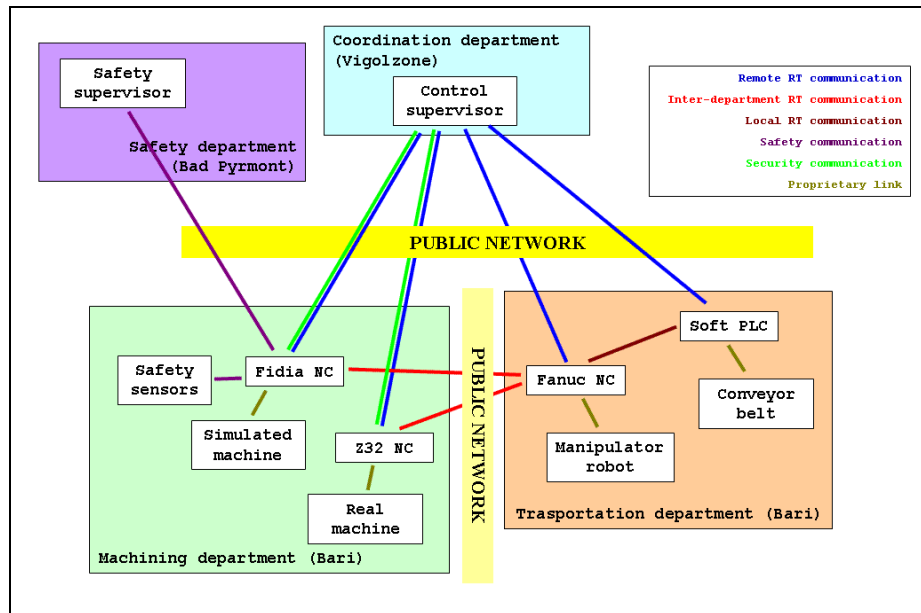 Coordination department
(Vigolzone)
Safety
supervisor
Control
supervisor
Safety department
(Bad Pyrmont)
Remote RT communication
Inter-department RT communication
Local RT communication
Safety communication
Security communication
Proprietary link
PUBLIC NETWORK
PUBLIC NETWORK
Safety
sensors
Fidia NC
Simulated
machine
Z32 NC
Real
machine
Machining department (Bari)
Soft PLC
Fanuc NC
Conveyor
belt
Manipulator
robot
Trasportation department (Bari)